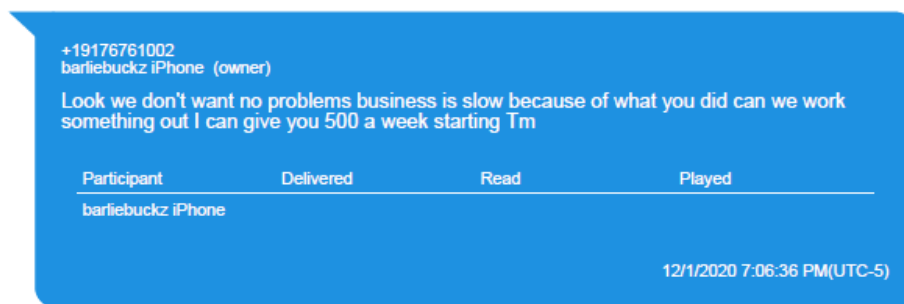 +19176761002
barliebuckz iPhone (owner)
Look we don't want no problems business is slow because of what you did can we work
something out I can give you 500 a week starting Tm
Participant Delivered Read Played
barliebuckz iPhone
12/1/2020 7:06:36 PM(UTC-5)